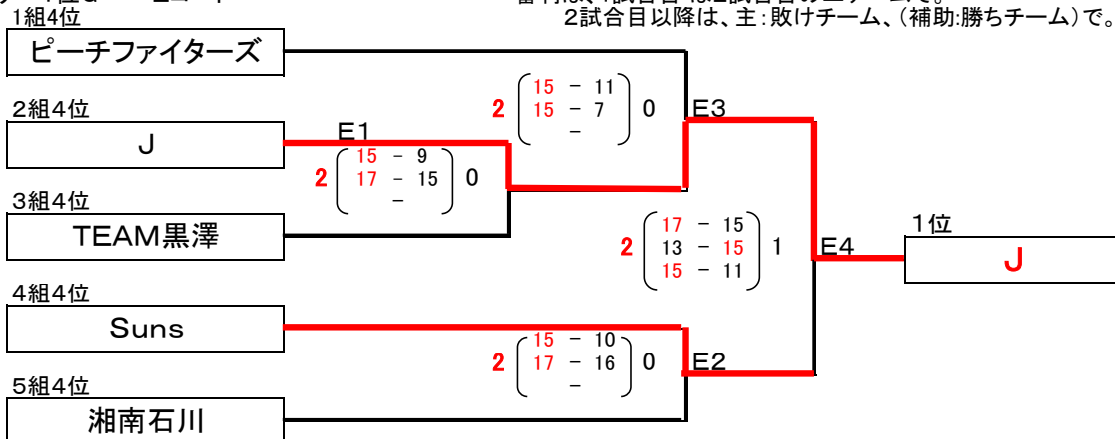 1組4位
2試合目以降は、主:敗けチーム、(補助:勝ちチーム)で。
ピーチファイターズ
2 15 - 11 0
15 - 7
-
E3
2組4位
J
E1
2 15 - 9 0
17 - 15
-
3組4位
TEAM黒澤
2 17 - 15 1
13 - 15
15 - 11
E4
1位
J
4組4位
Suns
2 15 - 10 0
17 - 16
-
E2
5組4位
湘南石川